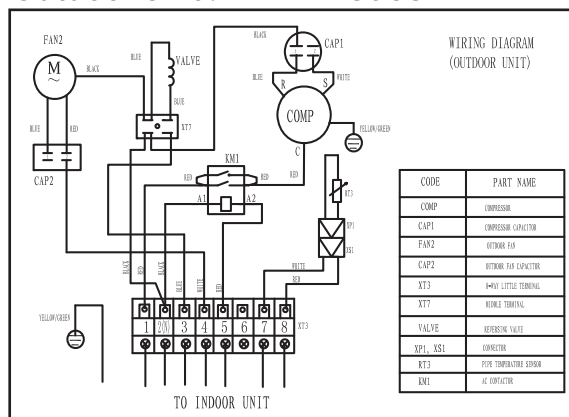 FAN2
M
~
BLACK
BLUE
RED
CAP2
BLUE
VALVE
BLUE
XT7
BLACK
CAP1
BLUE
WHITE
R
S
COMP
C
YELLOW/GREEN
WIRING DIAGRAM
(OUTDOOR UNIT)
KM1
RED
RED
RED
A1
A2
RT3
XP1
XS1
WHITE
RED
BLACK
RED
BLACK
BLUE
WHITE
RED
YELLOW/GREEN
1
2(N)
3
4
5
6
7
8
XT3
TO INDOOR UNIT
CODE PART NAME
COMP COMPRESSOR
CAP1 COMPRESSOR CAPACITOR
FAN2 OUTDOOR FAN
CAP2 OUTDOOR FAN CAPACITOR
XT3 8-WAY LITTLE TERMINAL
XT7 MIDDLE TERMINAL
VALVE REVERSING VALVE
XP1, XS1 CONNECTOR
RT3 PIPE TEMPERATURE SENSOR
KM1 AC CONTACTOR